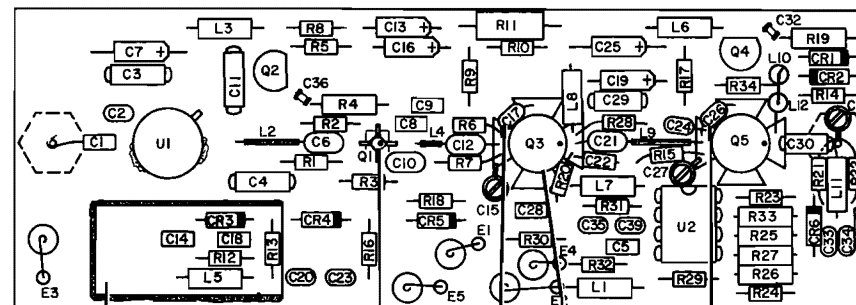 L3 R8 C13 R11 L6 C32 R19
C7 R5 C16 R10 C25 Q4 CR1
C3 C11 Q2 R9 C19 R17 L10 CR2
C36 L8 C29 R34 R14
C2 R4 C9 C17 L12
R2 C8 R6 R28 C24 C26
C1 U1 L2 C6 Q1 L4 C12 Q3 C21 L9 Q5 C30
R1 C10 R7 C22 R15
C4 R3 R20 L7 C27 R21 L11
R18 C15 C28 R31 R23
CR3 CR4 CR5 E1 C35 C39 U2 R33 CR6
C14 C18 R13 R16 R30 C5 R25 C33 C34
R12 E4 R32 R27
E3 L5 C20 C23 E5 L1 R29 R26
R24